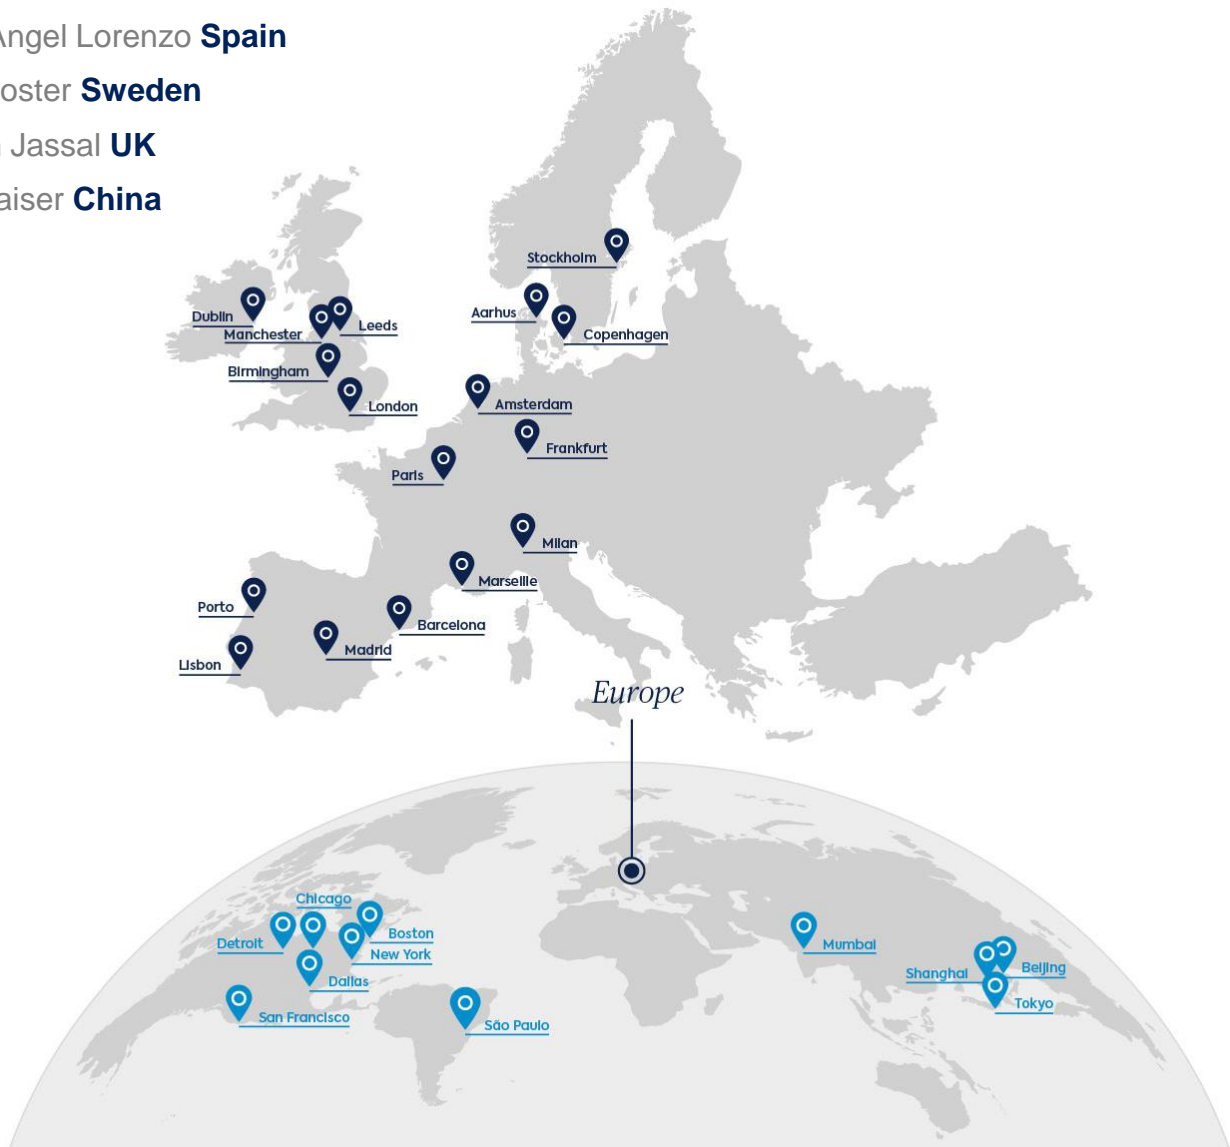 Angel Lorenzo Spain
oster Sweden
Jassal UK
aiser China
Stockholm
Aarhus
Copenhagen
Dublin
Manchester
Leeds
Birmingham
London
Amsterdam
Frankfurt
Paris
Milan
Marseille
Porto
Barcelona
Madrid
Lisbon
Europe
Chicago
Detroit
Boston
New York
Dallas
San Francisco
São Paulo
Mumbai
Shanghai
Beijing
Tokyo